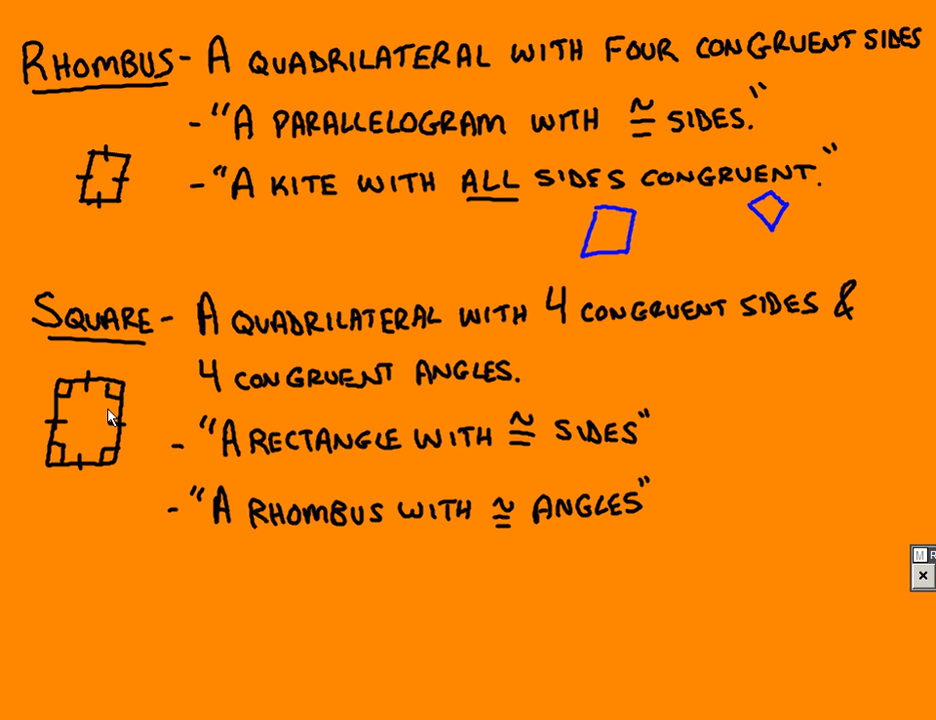 RHOMBUS - A QUADRILATERAL WITH FOUR CONGRUENT SIDES
- "A PARALLELOGRAM WITH ≅ SIDES."
- "A KITE WITH ALL SIDES CONGRUENT."
SQUARE - A QUADRILATERAL WITH 4 CONGRUENT SIDES &
4 CONGRUENT ANGLES.
- "A RECTANGLE WITH ≅ SIDES"
- "A RHOMBUS WITH ≅ ANGLES"
M R